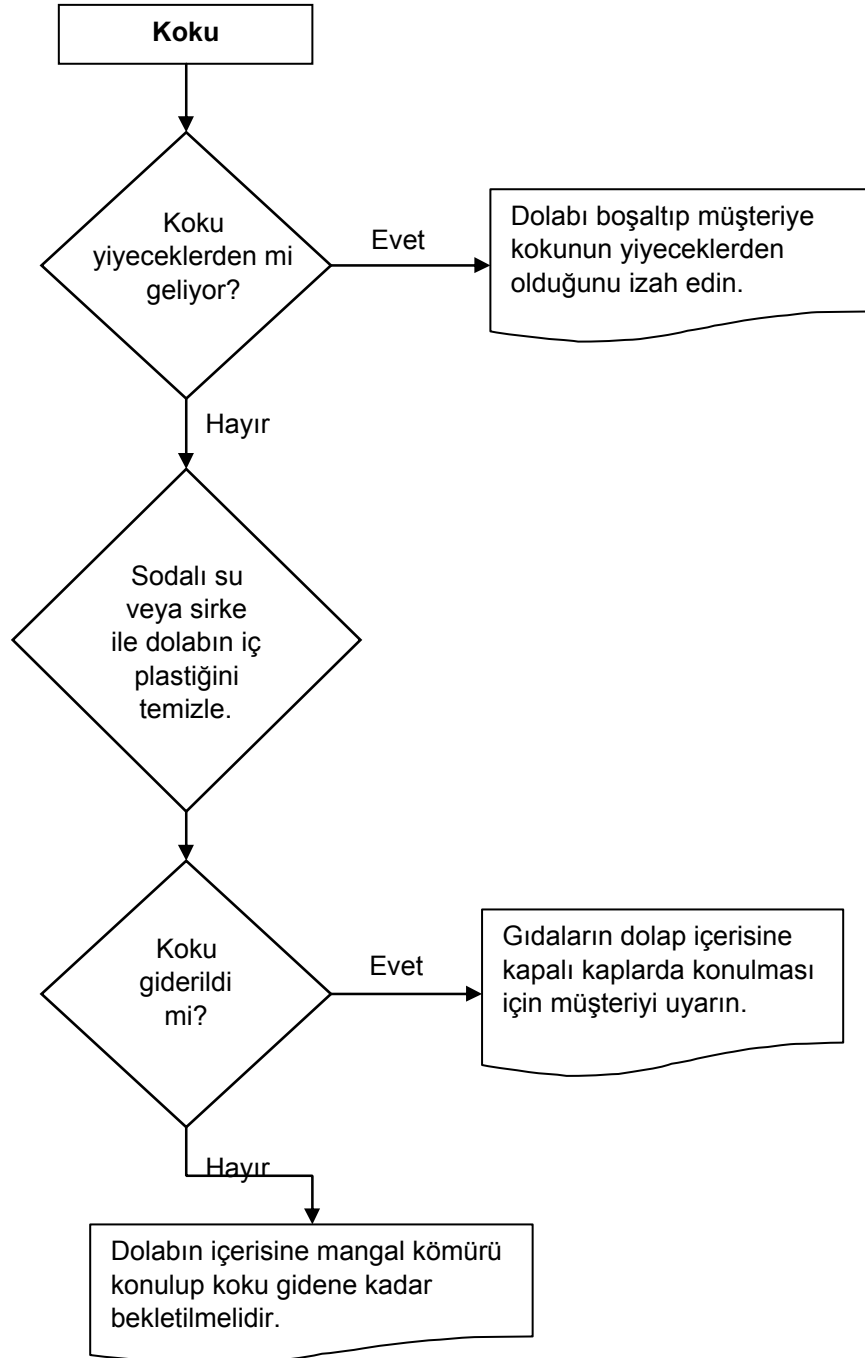 Koku
Koku
yiyeceklerden mi
geliyor?
Evet
Dolabı boşaltıp müşteriye
kokunun yiyeceklerden
olduğunu izah edin.
Hayır
Sodalı su
veya sirke
ile dolabın iç
plastiğini
temizle.
Koku
giderildi
mi?
Evet
Gıdaların dolap içerisine
kapalı kaplarda konulması
için müşteriyi uyarın.
Hayır
Dolabın içerisine mangal kömürü
konulup koku gidene kadar
bekletilmelidir.